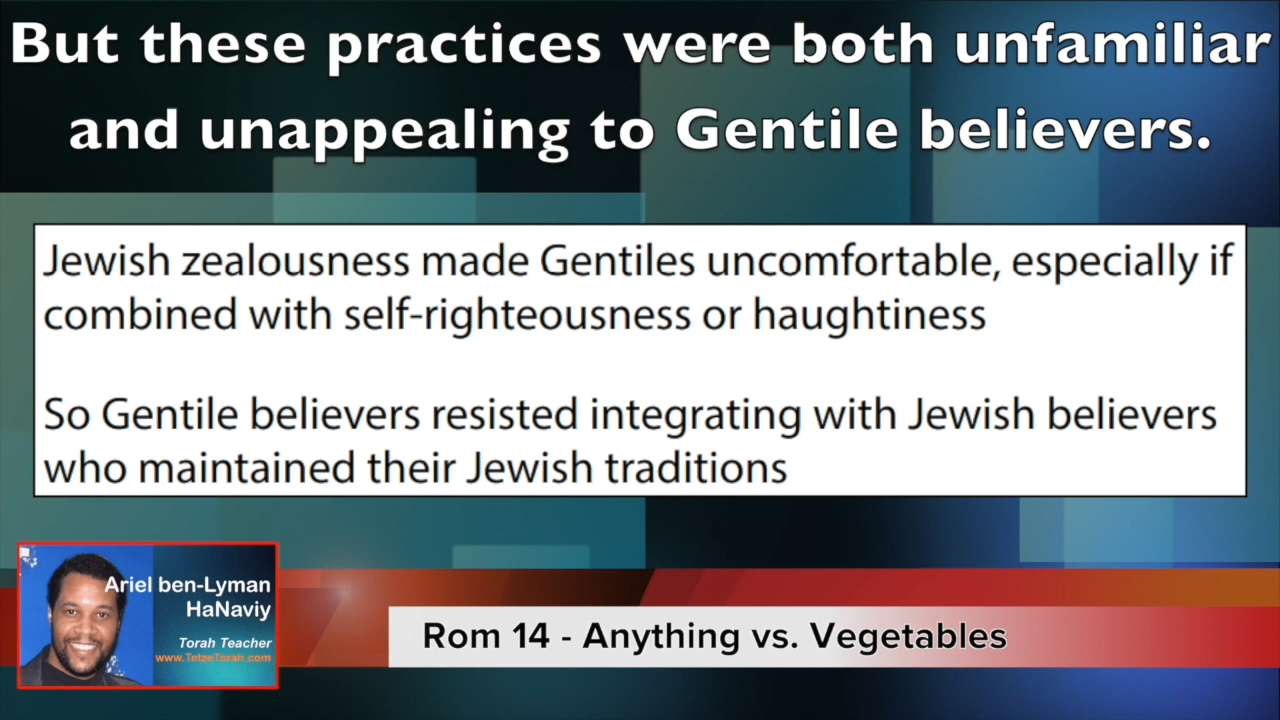 But these practices were both unfamiliar
and unappealing to Gentile believers.
Jewish zealousness made Gentiles uncomfortable, especially if
combined with self-righteousness or haughtiness
So Gentile believers resisted integrating with Jewish believers
who maintained their Jewish traditions
Ariel ben-Lyman
HaNaviy
Torah Teacher
www.TetzeTorah.com
Rom 14 - Anything vs. Vegetables